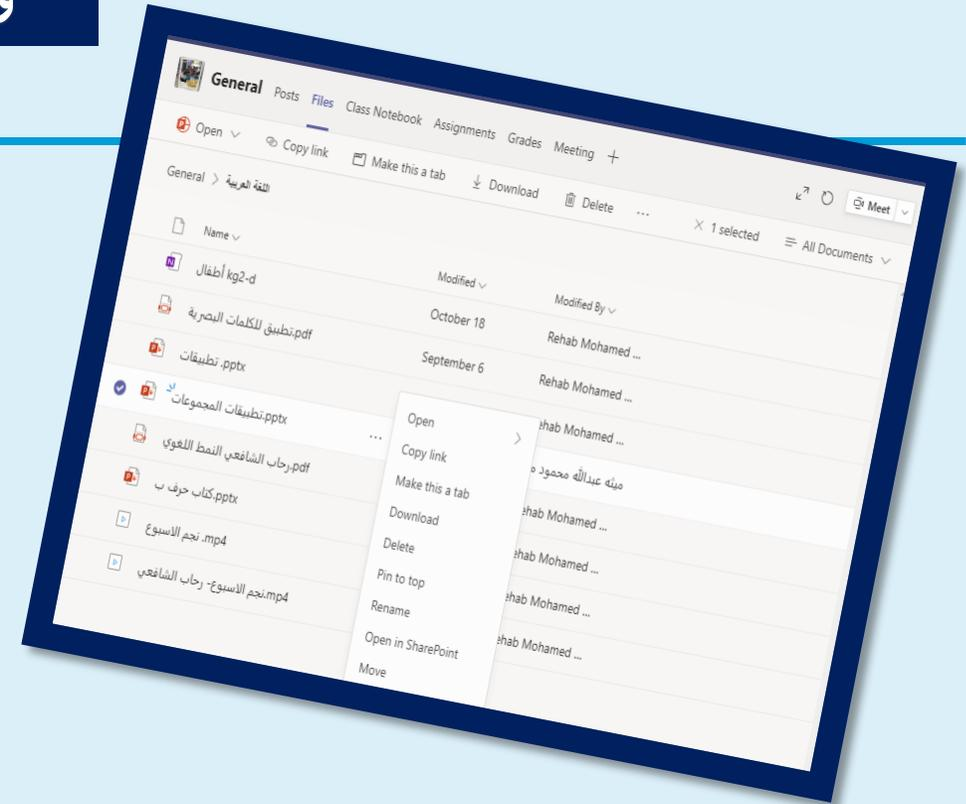 General Posts Files Class Notebook Assignments Grades Meeting
Open Copy link Make this a tab Download Delete ... 1 selected All Documents Meet
General > اللغة العربية
Name Modified Modified By
أطفال kg2-d October 18 Rehab Mohamed ...
تطبيق للكلمات البصرية.pdf September 6 Rehab Mohamed ...
تطبيقات .pptx ehab Mohamed ...
تطبيقات المجموعات.pptx ... ميثه عبدالله محمود
رحاب الشافعي النمط اللغوي.pdf ehab Mohamed ...
كتاب حرف ب.pptx ehab Mohamed ...
نجم الاسبوع .mp4 ehab Mohamed ...
نجم الاسبوع- رحاب الشافعي.mp4 ehab Mohamed ...
Open
Copy link
Make this a tab
Download
Delete
Pin to top
Rename
Open in SharePoint
Move